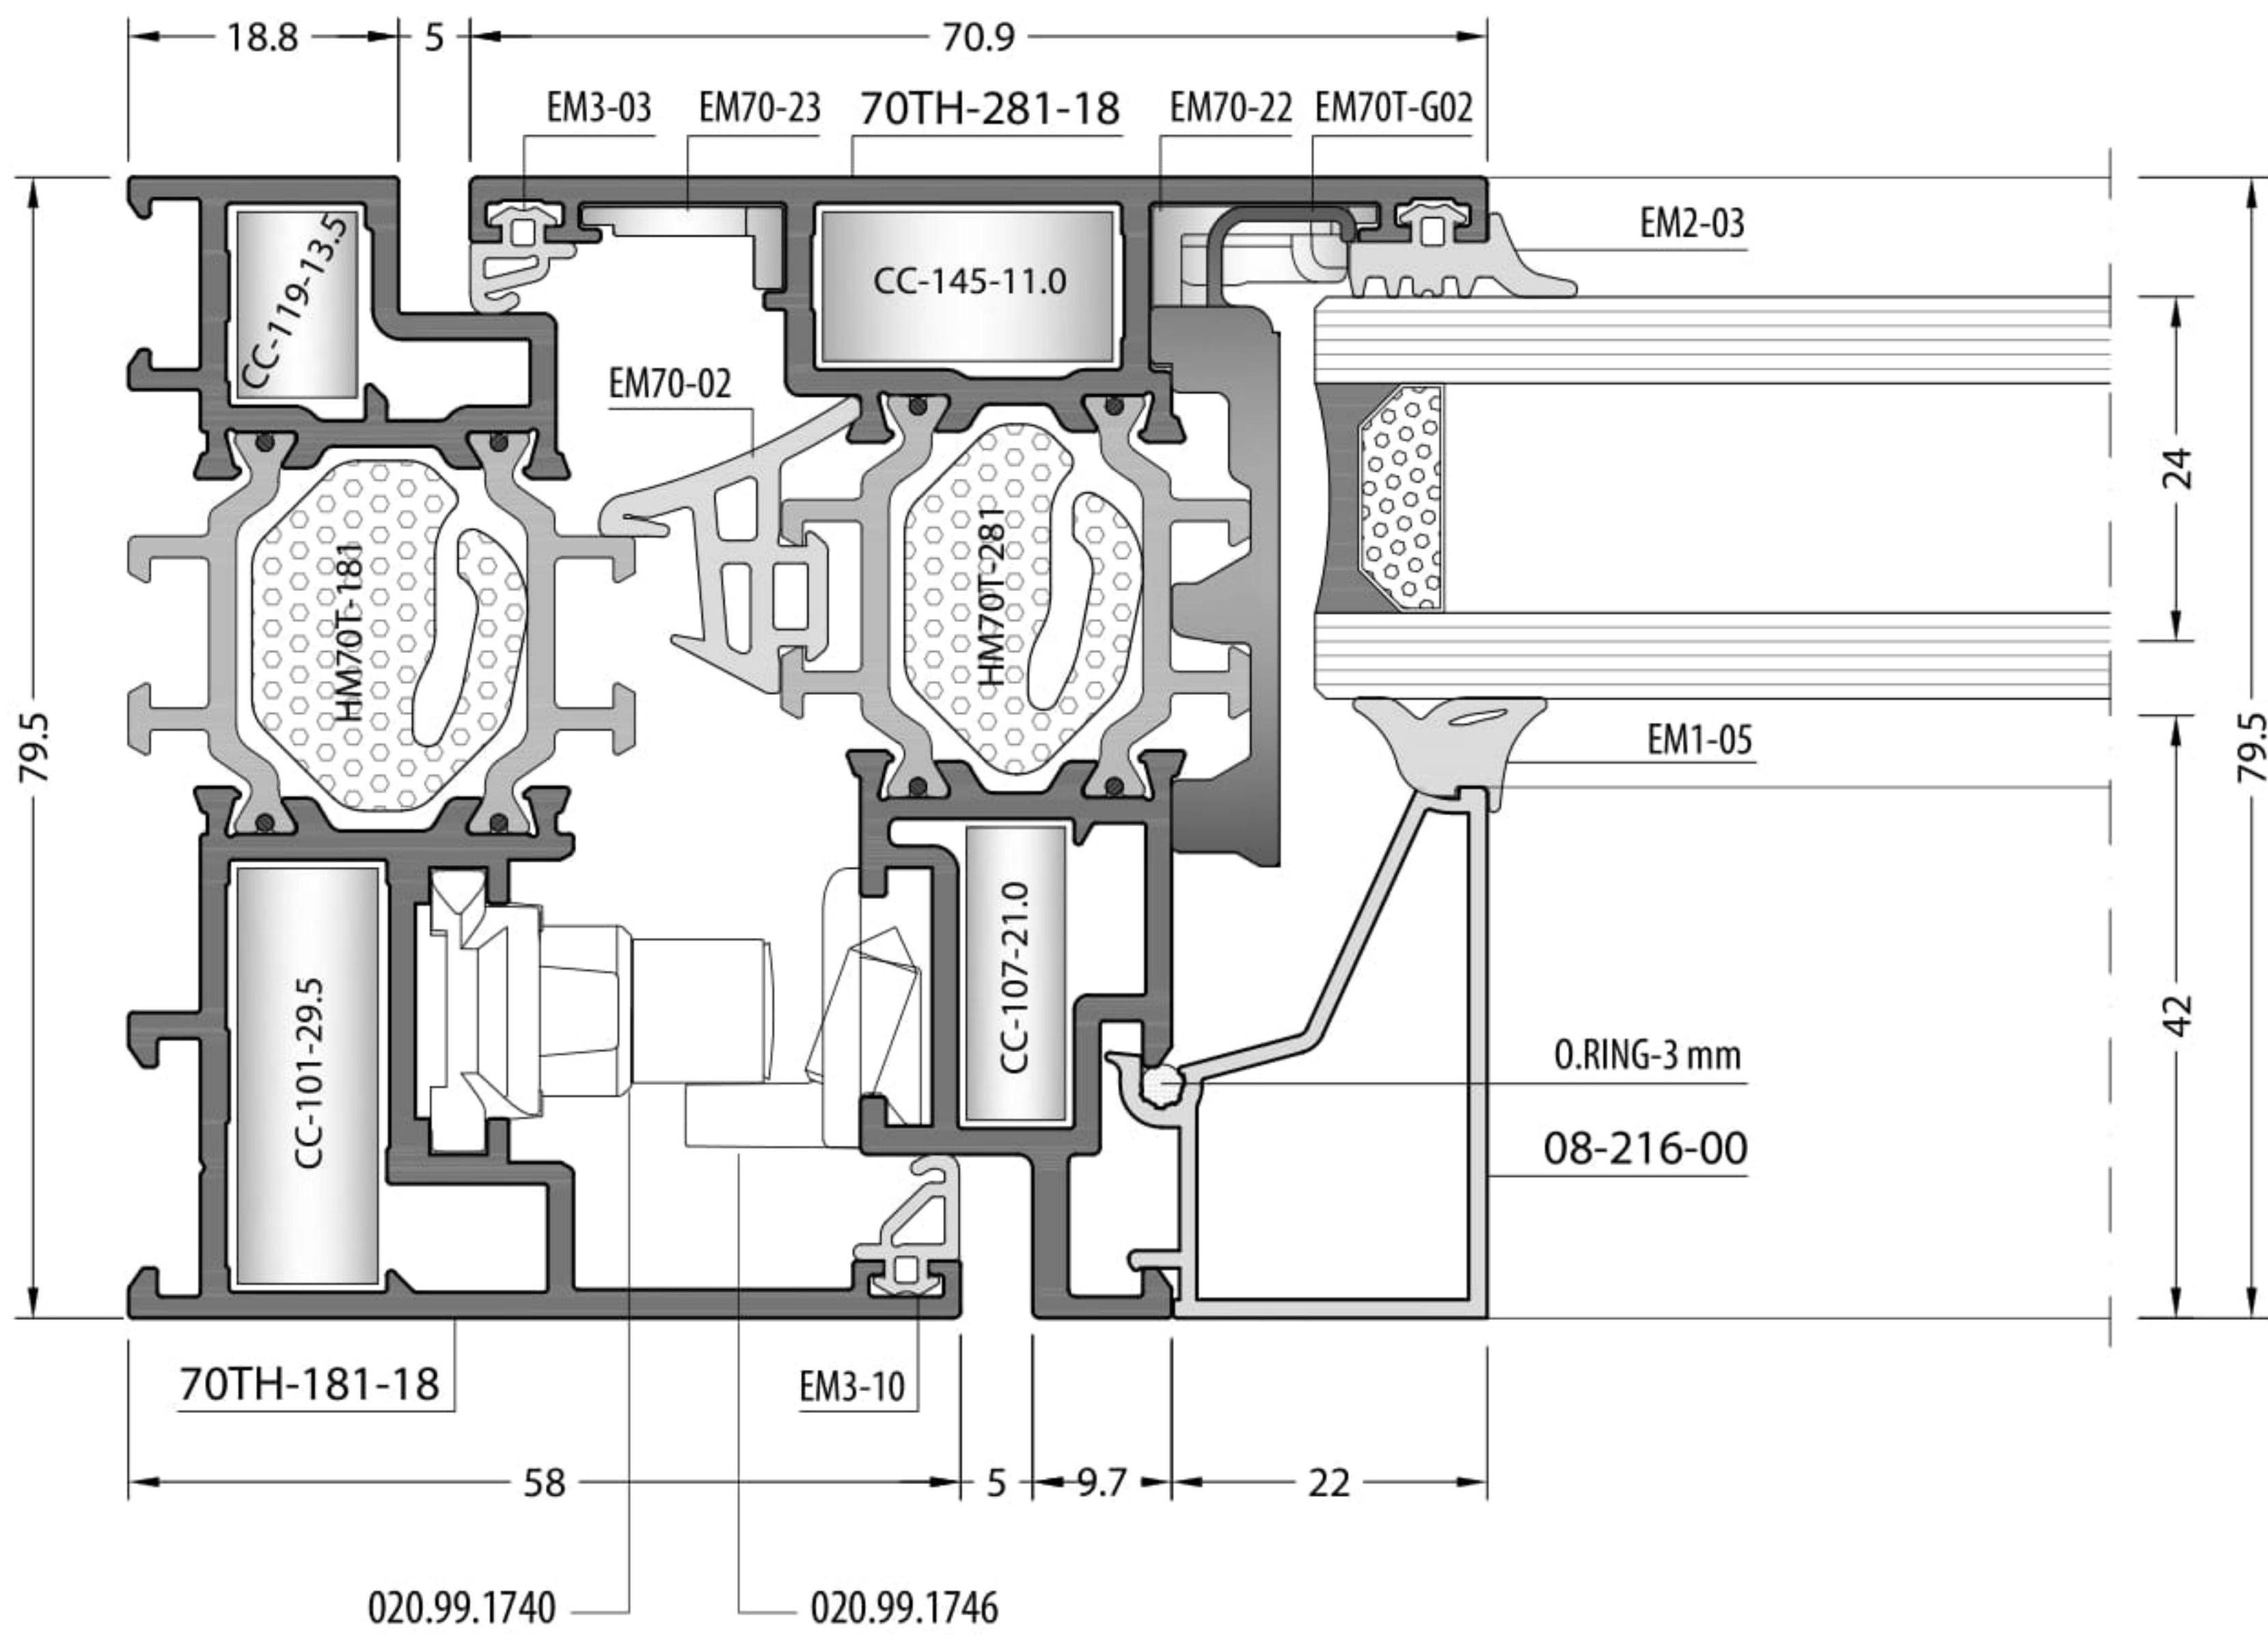 18.8
5
70.9
EM3-03
EM70-23
70TH-281-18
EM70-22
EM70T-G02
EM2-03
CC-119-13.5
CC-145-11.0
EM70-02
24
HM70T-181
HM70T-281
79.5
EM1-05
79.5
CC-101-29.5
CC-107-21.0
42
O.RING-3 mm
08-216-00
70TH-181-18
EM3-10
58
5
9.7
22
020.99.1740
020.99.1746